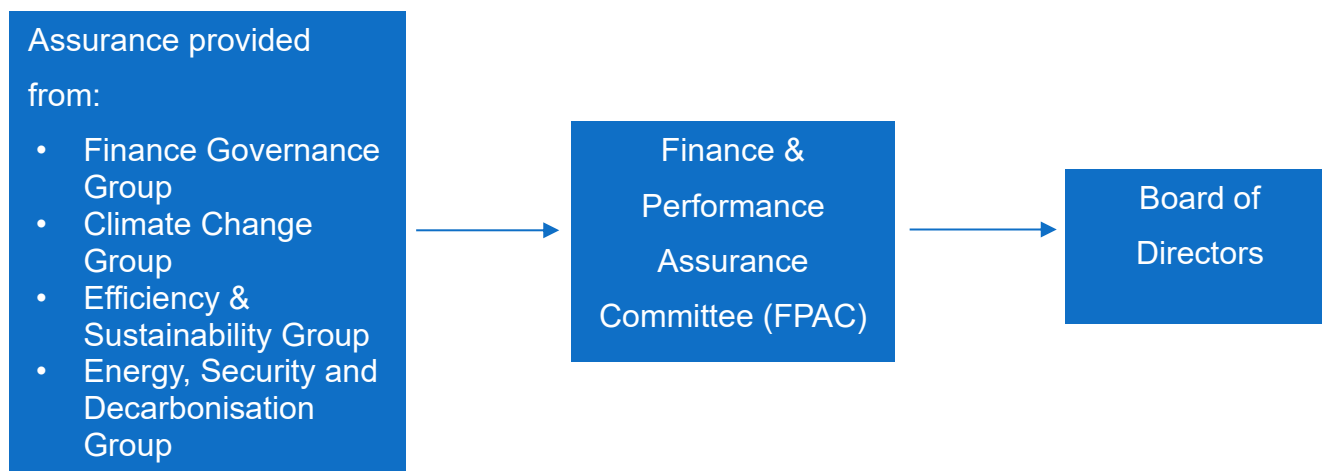 Assurance provided
from:
• Finance Governance
Group
• Climate Change
Group
• Efficiency &
Sustainability Group
• Energy, Security and
Decarbonisation
Group
Finance &
Performance
Assurance
Committee (FPAC)
Board of
Directors